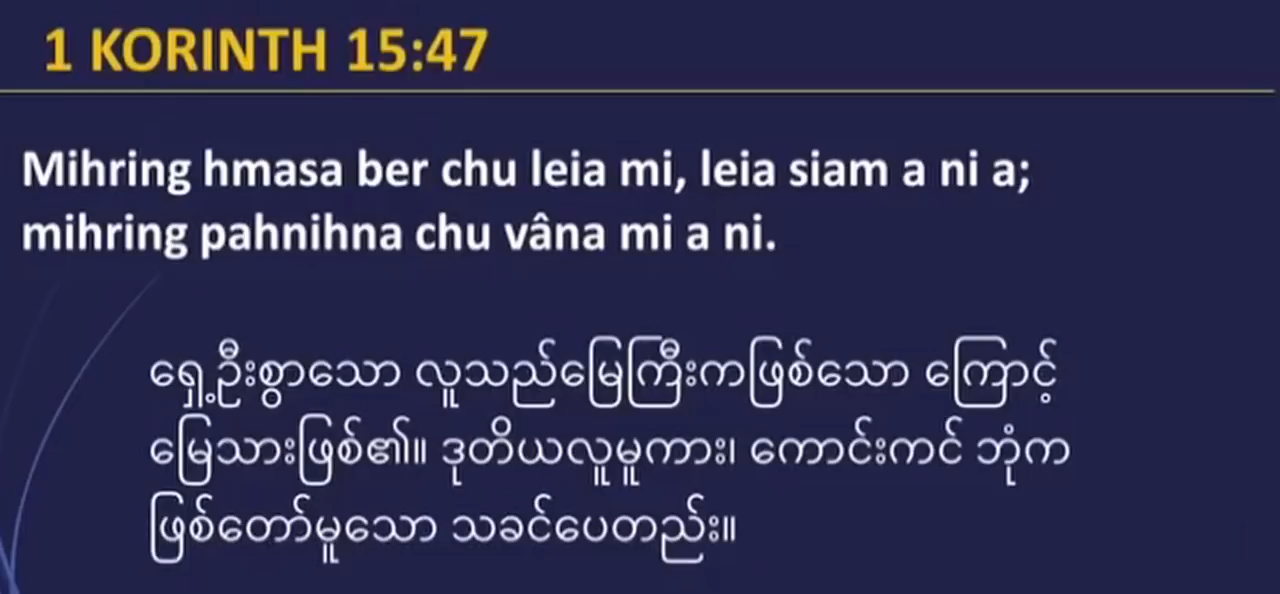 1 KORINTH 15:47
Mihring hmasa ber chu leia mi, leia siam a ni a;
mihring pahnihna chu vâna mi a ni.
ရှေ့ဦးစွာသော လူသည်မြေကြီးကဖြစ်သော ကြောင့်
မြေသားဖြစ်၏။ ဒုတိယလူမူကား၊ ကောင်းကင် ဘုံက
ဖြစ်တော်မူသော သခင်ပေတည်း။